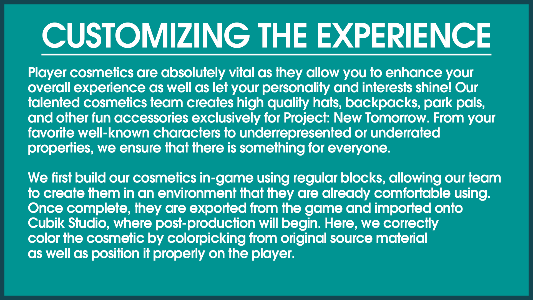 CUSTOMIZING THE EXPERIENCE
Player cosmetics are absolutely vital as they allow you to enhance your
overall experience as well as let your personality and interests shine! Our
talented cosmetics team creates high quality hats, backpacks, park pals,
and other fun accessories exclusively for Project: New Tomorrow. From your
favorite well-known characters to underrepresented or underrated
properties, we ensure that there is something for everyone.
We first build our cosmetics in-game using regular blocks, allowing our team
to create them in an environment that they are already comfortable using.
Once complete, they are exported from the game and imported onto
Cubik Studio, where post-production will begin. Here, we correctly
color the cosmetic by colorpicking from original source material
as well as position it properly on the player.